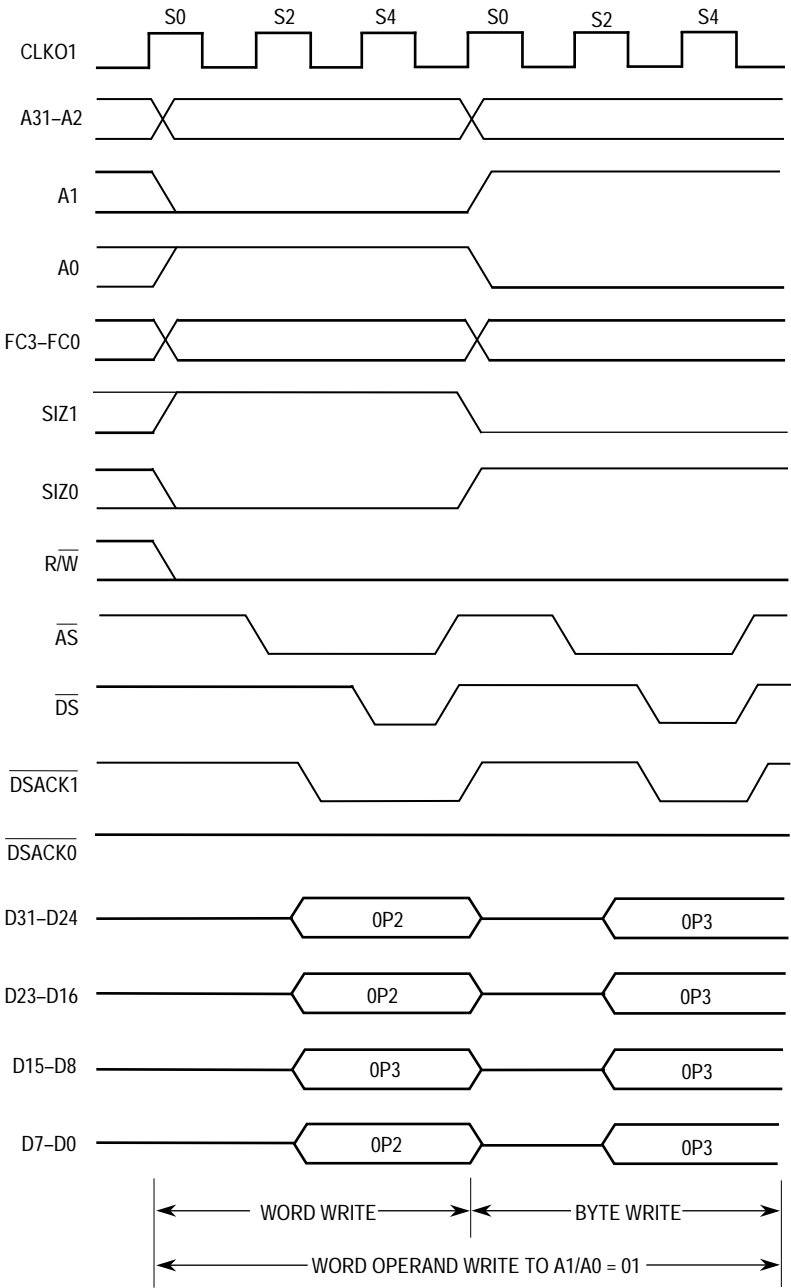 S0 S2 S4 S0 S2 S4
CLKO1
A31–A2
A1
A0
FC3–FC0
SIZ1
SIZ0
R/W
AS
DS
DSACK1
DSACK0
D31–D24 0P2 0P3
D23–D16 0P2 0P3
D15–D8 0P3 0P3
D7–D0 0P2 0P3
WORD WRITE BYTE WRITE
WORD OPERAND WRITE TO A1/A0 = 01